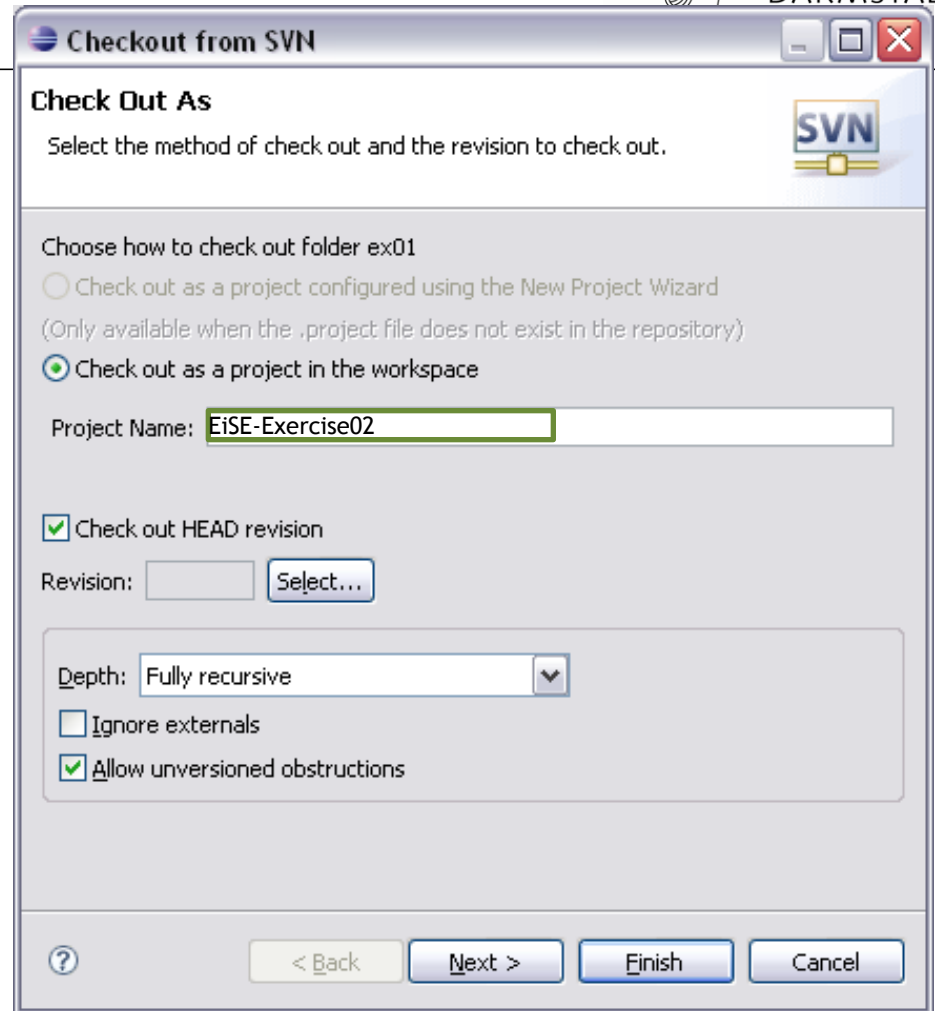 Checkout from SVN
Check Out As
Select the method of check out and the revision to check out.
SVN
Choose how to check out folder ex01
Check out as a project configured using the New Project Wizard
(Only available when the .project file does not exist in the repository)
Check out as a project in the workspace
Project Name: EiSE-Exercise02
Check out HEAD revision
Revision: Select...
Depth: Fully recursive
Ignore externals
Allow unversioned obstructions
? < Back Next > Finish Cancel